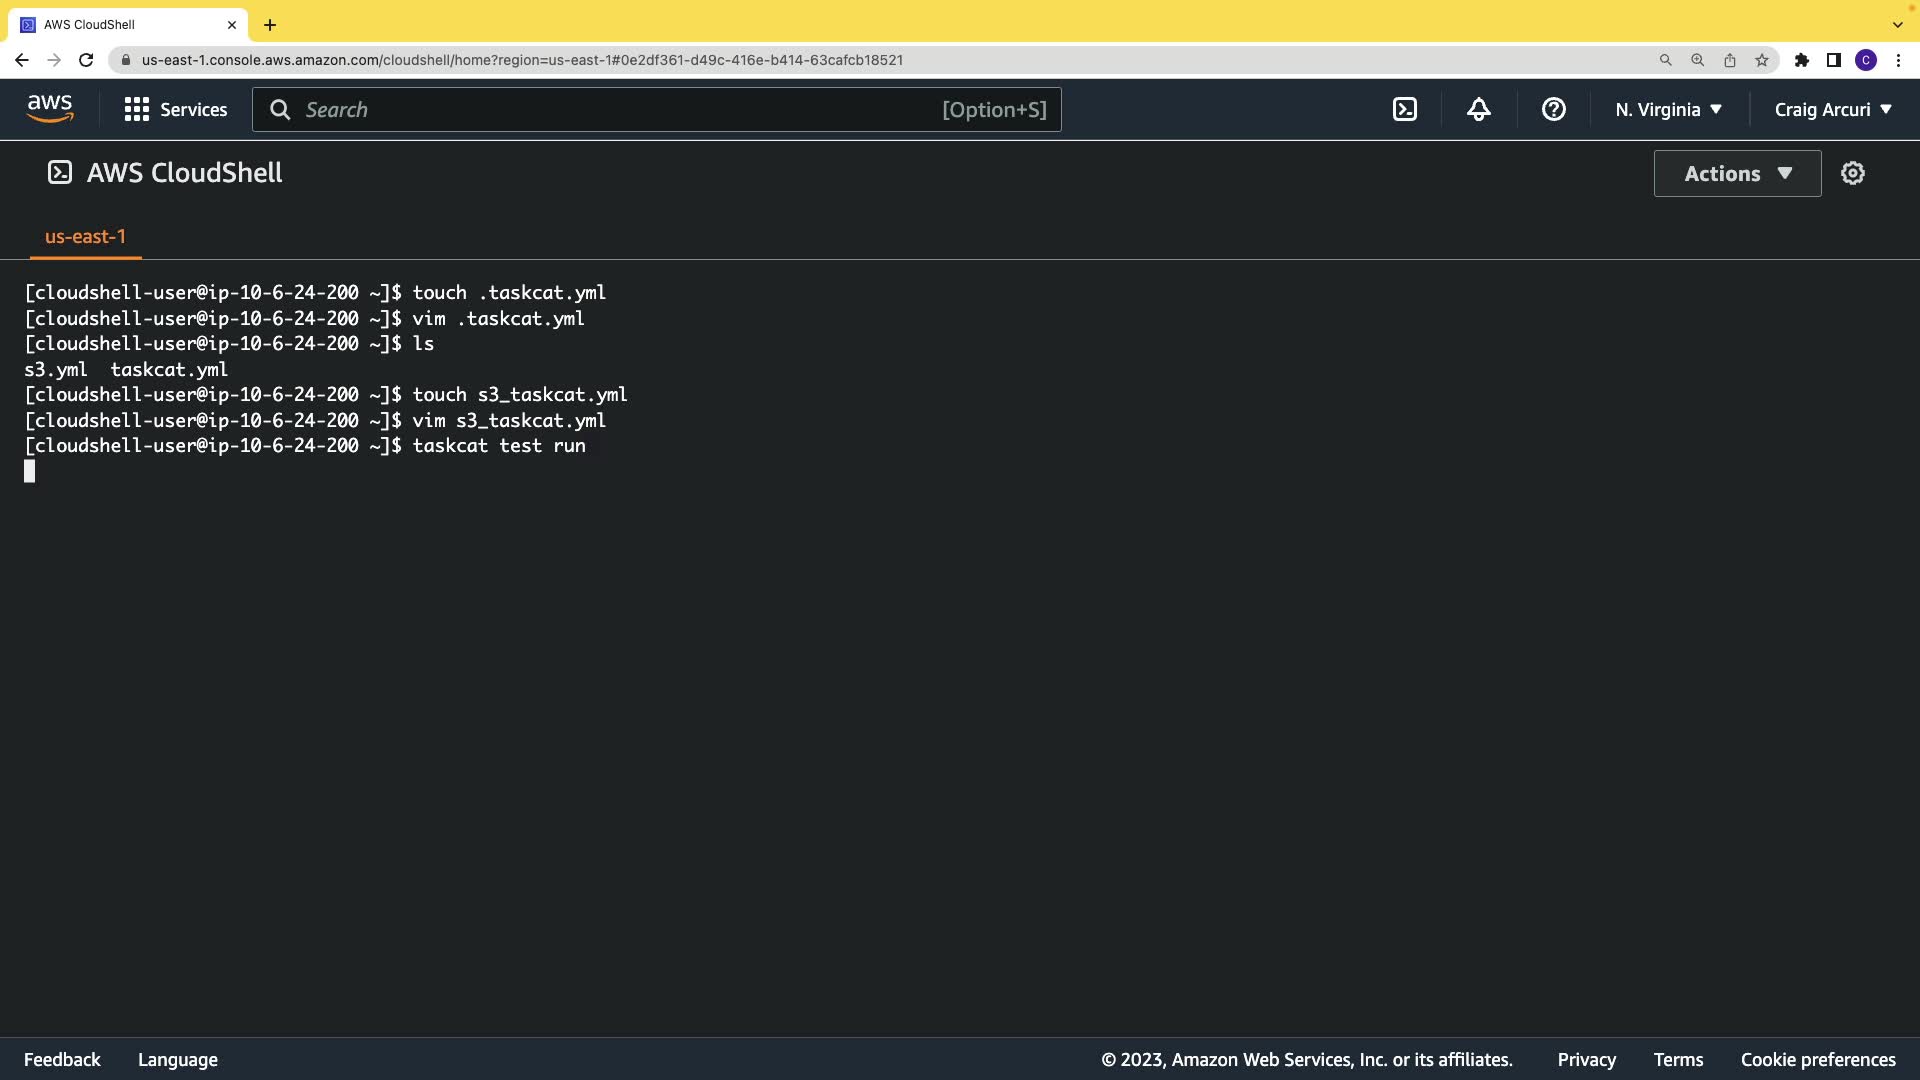 AWS CloudShell
us-east-1.console.aws.amazon.com/cloudshell/home?region=us-east-1#0e2df361-d49c-416e-b414-63cafcb18521
C
aws
Services
Search
[Option+S]
N. Virginia
Craig Arcuri
AWS CloudShell
Actions
us-east-1
[cloudshell-user@ip-10-6-24-200 ~]$ touch .taskcat.yml
[cloudshell-user@ip-10-6-24-200 ~]$ vim .taskcat.yml
[cloudshell-user@ip-10-6-24-200 ~]$ ls
s3.yml  taskcat.yml
[cloudshell-user@ip-10-6-24-200 ~]$ touch s3_taskcat.yml
[cloudshell-user@ip-10-6-24-200 ~]$ vim s3_taskcat.yml
[cloudshell-user@ip-10-6-24-200 ~]$ taskcat test run
Feedback
Language
© 2023, Amazon Web Services, Inc. or its affiliates.
Privacy
Terms
Cookie preferences